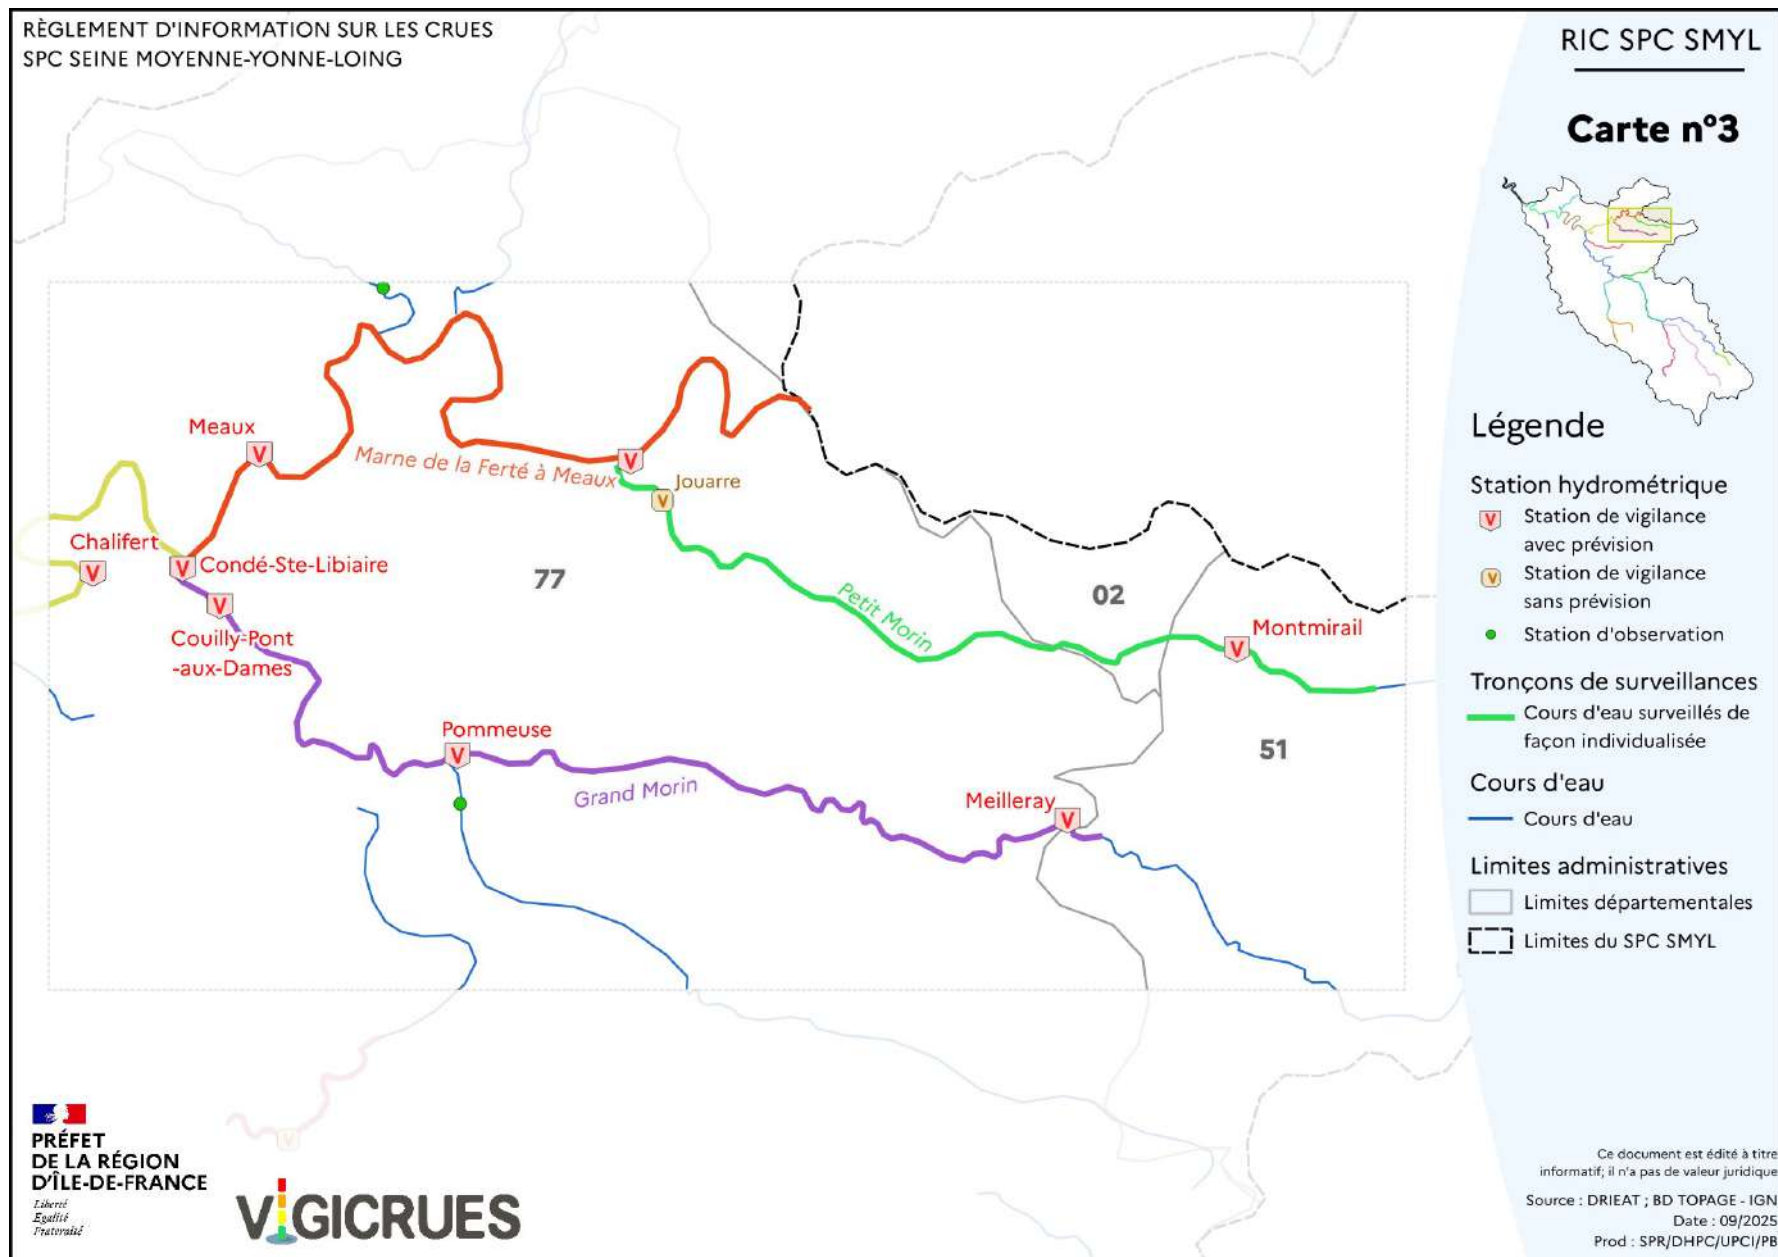 RÈGLEMENT D'INFORMATION SUR LES CRUES
SPC SEINE MOYENNE-YONNE-LOING
RIC SPC SMYL
Carte n°3
Meaux
Marne de la Ferté à Meaux
Jouarre
Chalifert
Condé-Ste-Libiaire
77
02
Petit Morin
Montmirail
Couilly-Pont
-aux-Dames
Pommeuse
51
Grand Morin
Meilleray
Légende
Station hydrométrique
V Station de vigilance
avec prévision
V Station de vigilance
sans prévision
Station d'observation
Tronçons de surveillances
Cours d'eau surveillés de
façon individualisée
Cours d'eau
Cours d'eau
Limites administratives
Limites départementales
Limites du SPC SMYL
PRÉFET
DE LA RÉGION
D'ÎLE-DE-FRANCE
Liberté
Égalité
Fraternité
VIGICRUES
Ce document est édité à titre
informatif; il n'a pas de valeur juridique
Source : DRIEAT ; BD TOPAGE - IGN
Date : 09/2025
Prod : SPR/DHPC/UPCI/PB